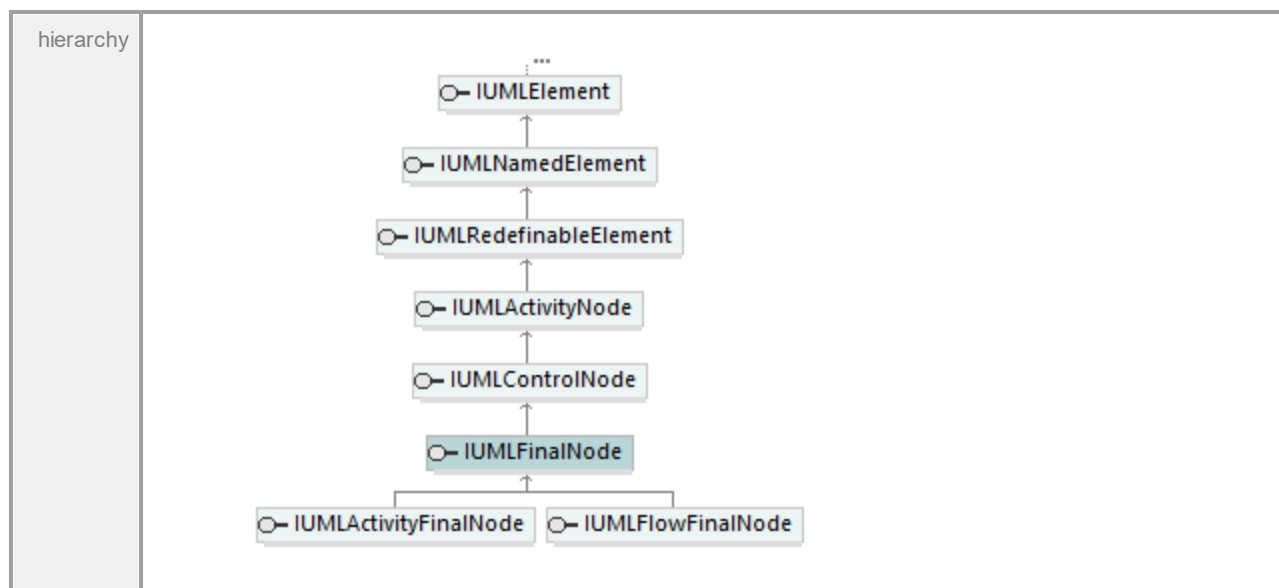 hierarchy
...
IUMLElement
IUMLNamedElement
IUMLRedefinableElement
IUMLActivityNode
IUMLControlNode
IUMLFinalNode
IUMLActivityFinalNode IUMLFlowFinalNode